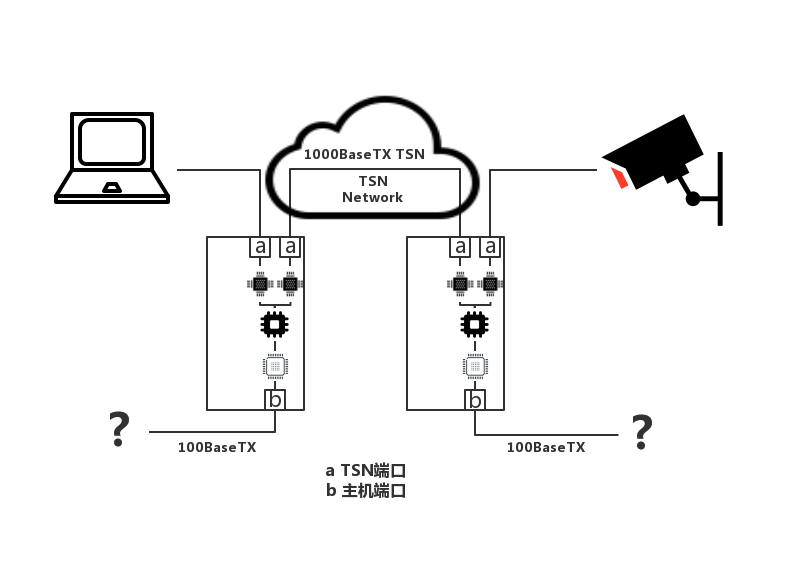 1000BaseTX TSN
TSN
Network
a a
a a
b
b
?
?
100BaseTX
100BaseTX
a TSN端口
b 主机端口